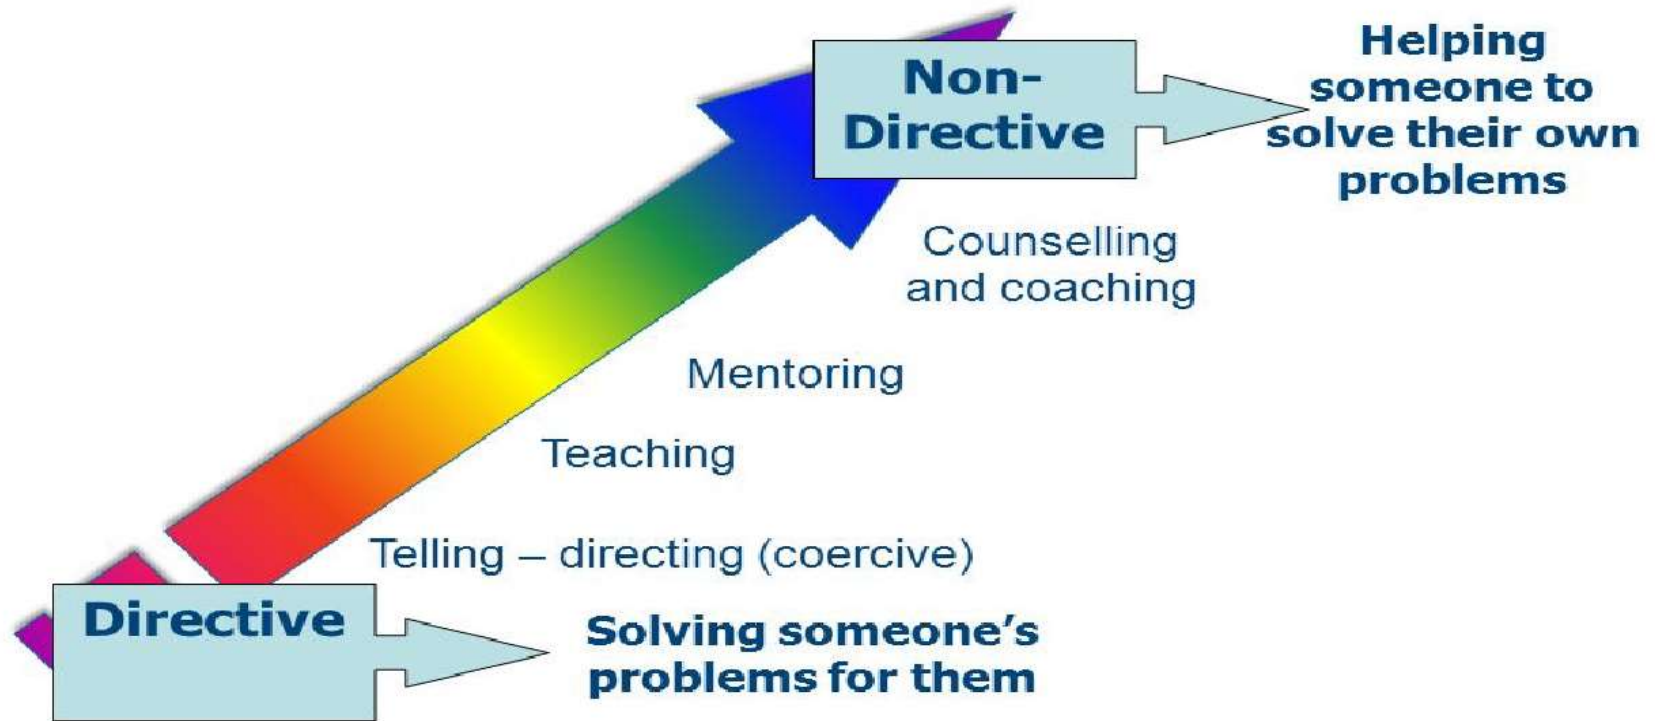 Helping
someone to
solve their own
problems
Non-
Directive
Counselling
and coaching
Mentoring
Teaching
Telling – directing (coercive)
Directive
Solving someone’s
problems for them